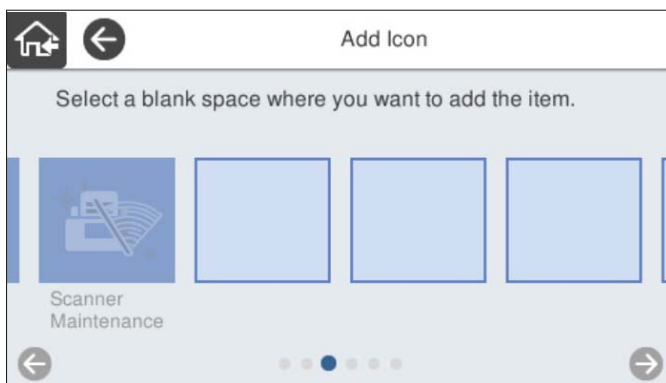 Add Icon
Select a blank space where you want to add the item.
Scanner
Maintenance